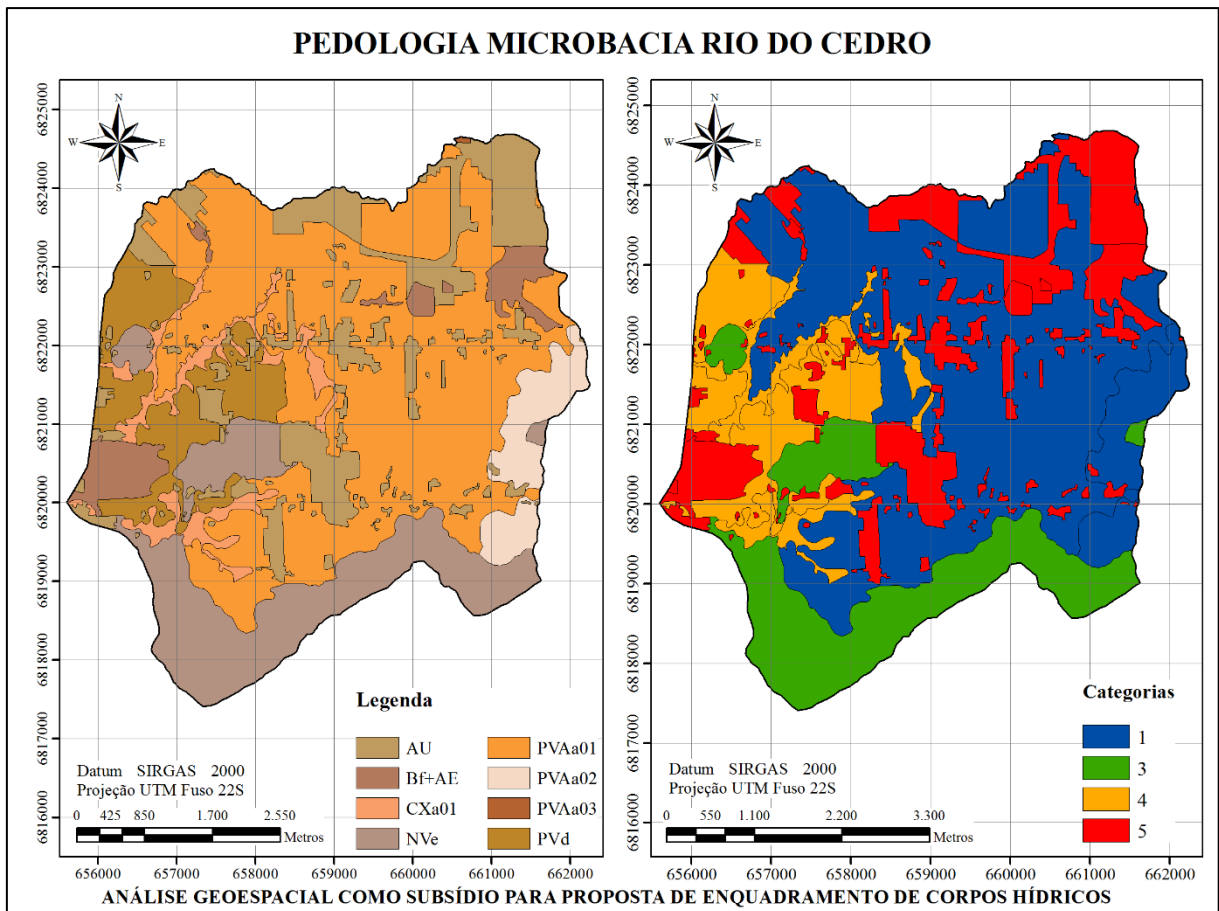 PEDOLOGIA MICROBACIA RIO DO CEDRO
N
W E
S
6825000
6824000
6823000
6822000
6821000
6820000
6819000
6818000
6817000
6816000
Legenda
AU
Bf+AE
CXa01
NVe
PVAa01
PVAa02
PVAa03
PVd
Datum SIRGAS 2000
Projeção UTM Fuso 22S
0 425 850 1.700 2.550
Metros
656000 657000 658000 659000 660000 661000 662000
N
W E
S
6825000
6824000
6823000
6822000
6821000
6820000
6819000
6818000
6817000
6816000
Categorias
1
3
4
5
Datum SIRGAS 2000
Projeção UTM Fuso 22S
0 550 1.100 2.200 3.300
Metros
656000 657000 658000 659000 660000 661000 662000
ANÁLISE GEOESPACIAL COMO SUBSÍDIO PARA PROPOSTA DE ENQUADRAMENTO DE CORPOS HÍDRICOS